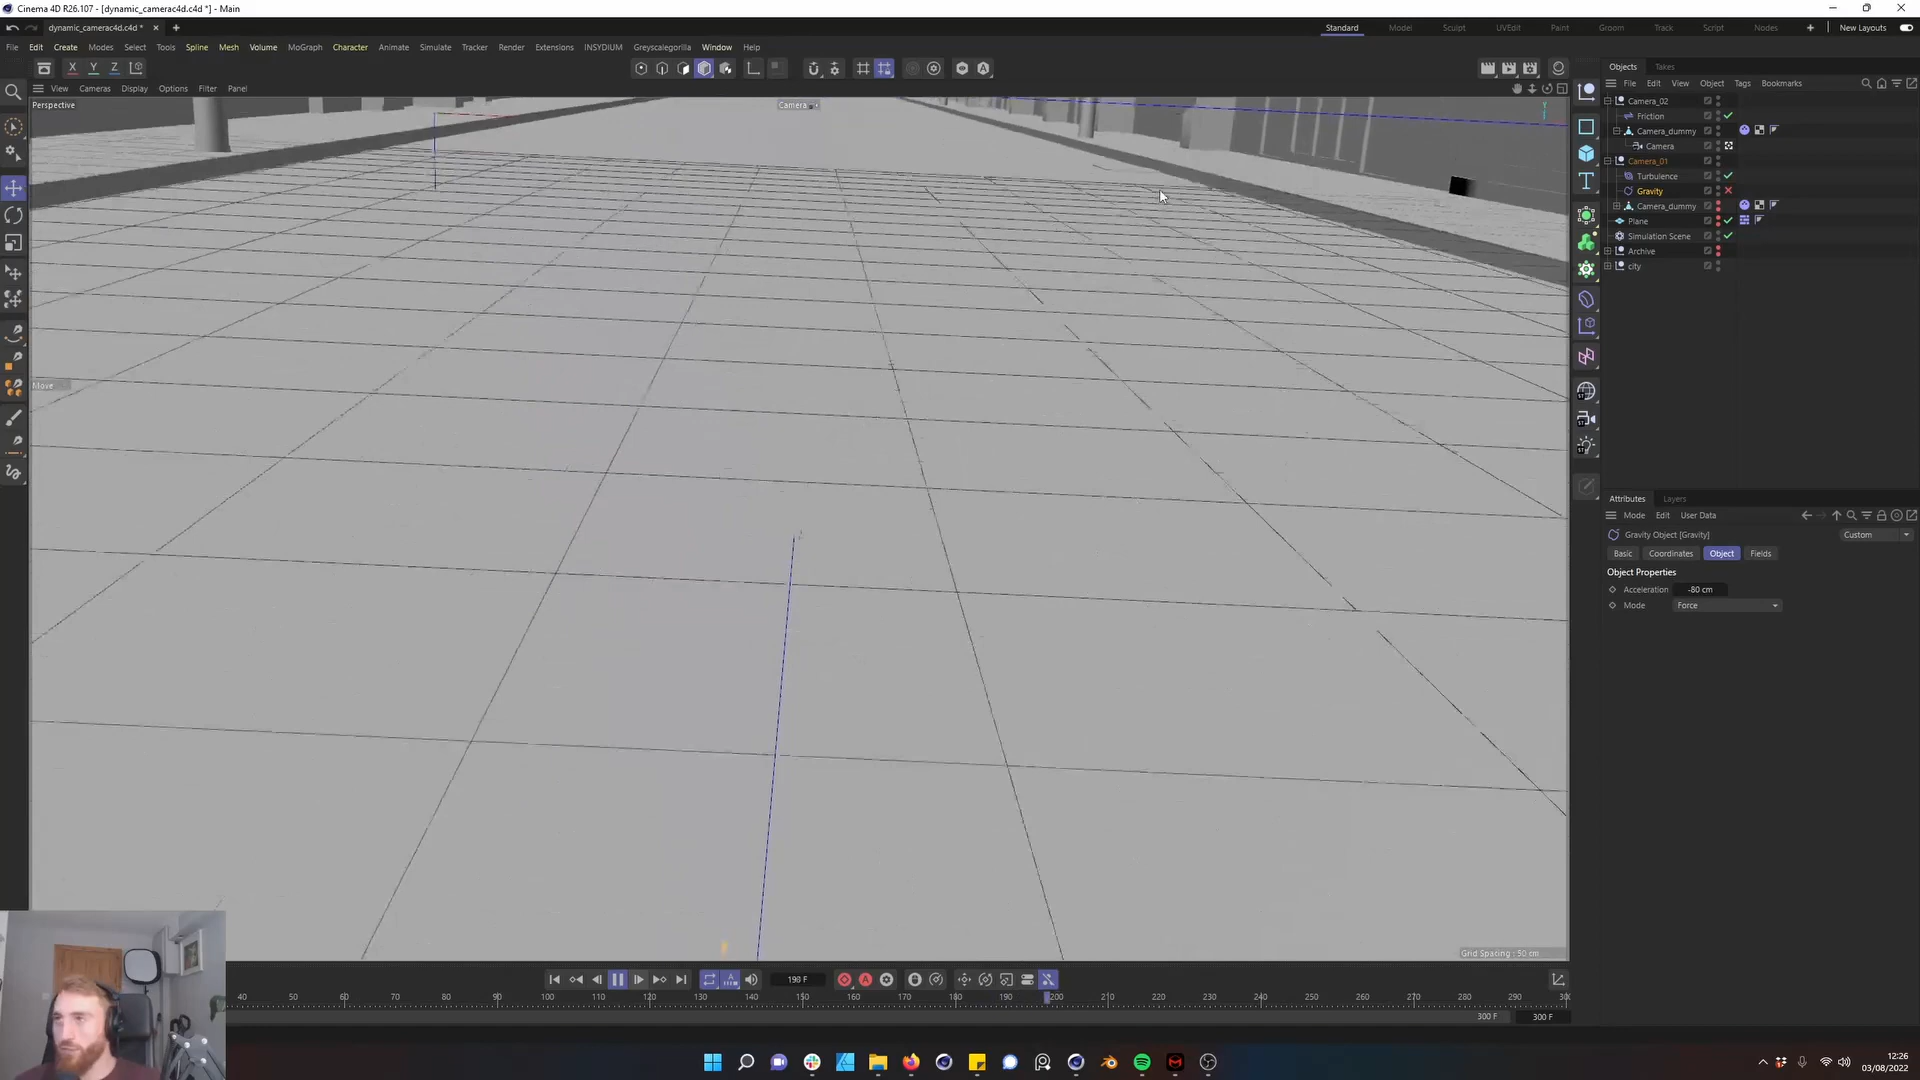 Cinema 4D R26.107 - [dynamic_camerac4d.c4d *] - Main
dynamic_camerac4d.c4d *
Standard Model Sculpt UVEdit Paint Groom Track Script Nodes New Layouts
File Edit Create Modes Select Tools Spline Mesh Volume MoGraph Character Animate Simulate Tracker Render Extensions INSYDIUM Greyscalegorilla Window Help
X Y Z
Objects Takes
View Cameras Display Options Filter Panel
File Edit View Object Tags Bookmarks
Perspective
Camera
Y
Camera_02
Friction
Camera_dummy
Camera
Camera_01
Turbulence
Gravity
Camera_dummy
Plane
Simulation Scene
Archive
city
Move
Attributes Layers
Mode Edit User Data
Gravity Object [Gravity]
Custom
Basic Coordinates Object Fields
Object Properties
Acceleration -80 cm
Mode Force
Grid Spacing : 50 cm
198 F
40 50 60 70 80 90 100 110 120 130 140 150 160 170 180 190 200 210 220 230 240 250 260 270 280 290 30
300 F 300 F
12:26
03/08/2022